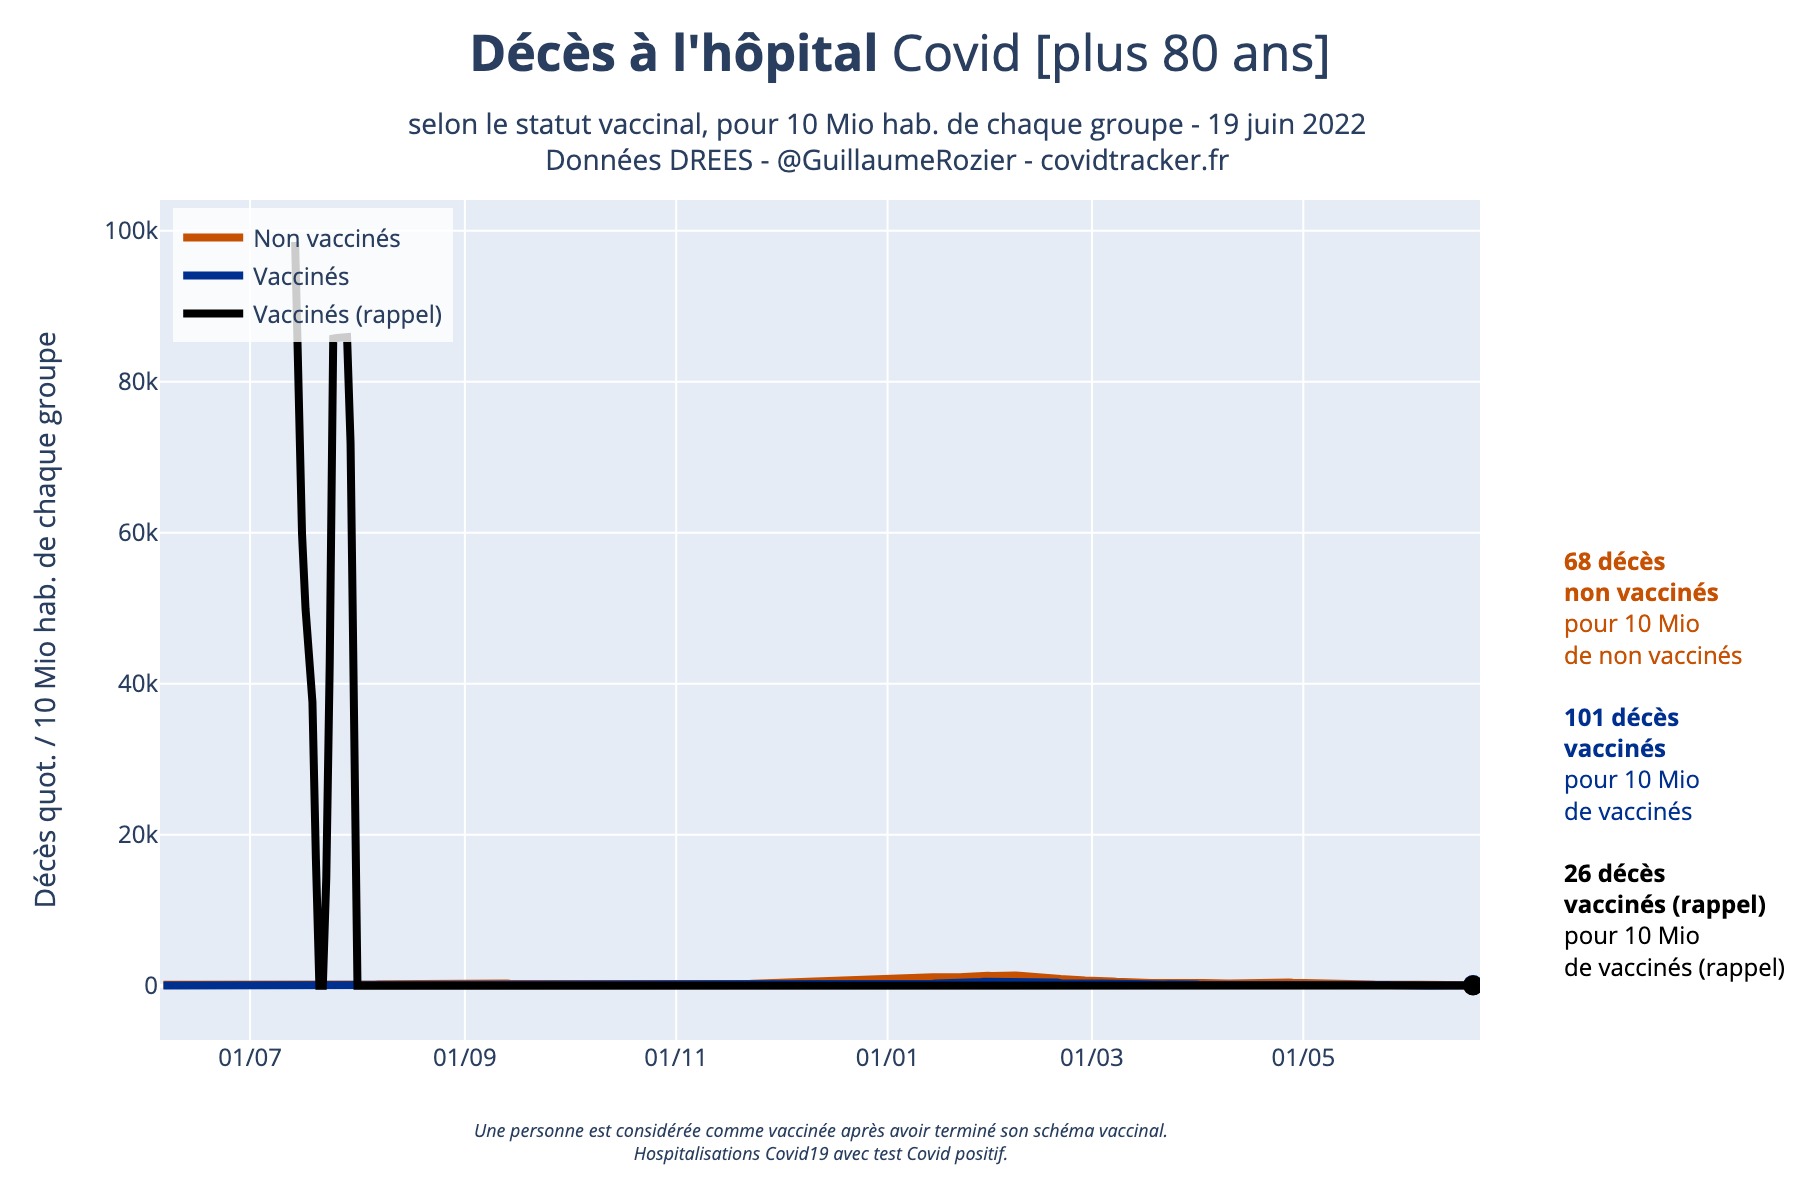 Décès à l'hôpital Covid [plus 80 ans]
selon le statut vaccinal, pour 10 Mio hab. de chaque groupe - 19 juin 2022
Données DREES - @GuillaumeRozier - covidtracker.fr
Décès quot. / 10 Mio hab. de chaque groupe
100k
80k
60k
40k
20k
0
Non vaccinés
Vaccinés
Vaccinés (rappel)
01/07
01/09
01/11
01/01
01/03
01/05
68 décès
non vaccinés
pour 10 Mio
de non vaccinés
101 décès
vaccinés
pour 10 Mio
de vaccinés
26 décès
vaccinés (rappel)
pour 10 Mio
de vaccinés (rappel)
Une personne est considérée comme vaccinée après avoir terminé son schéma vaccinal.
Hospitalisations Covid19 avec test Covid positif.